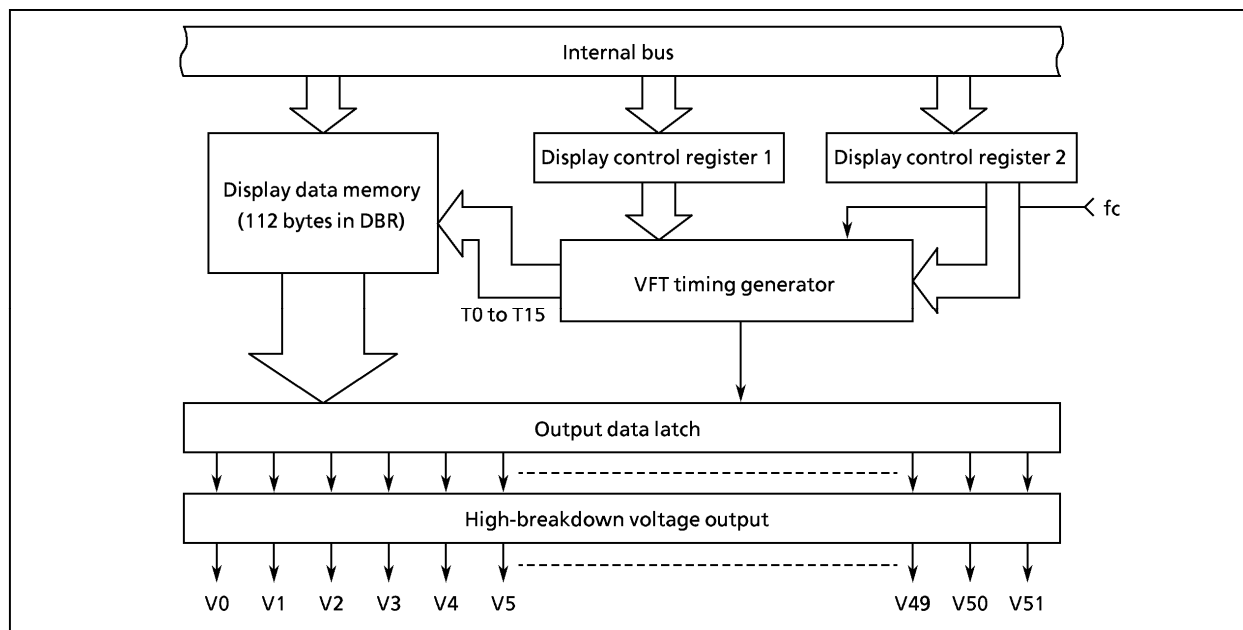 Internal bus
Display control register 1
Display control register 2
Display data memory
(112 bytes in DBR)
fc
VFT timing generator
T0 to T15
Output data latch
High-breakdown voltage output
V0 V1 V2 V3 V4 V5 V49 V50 V51